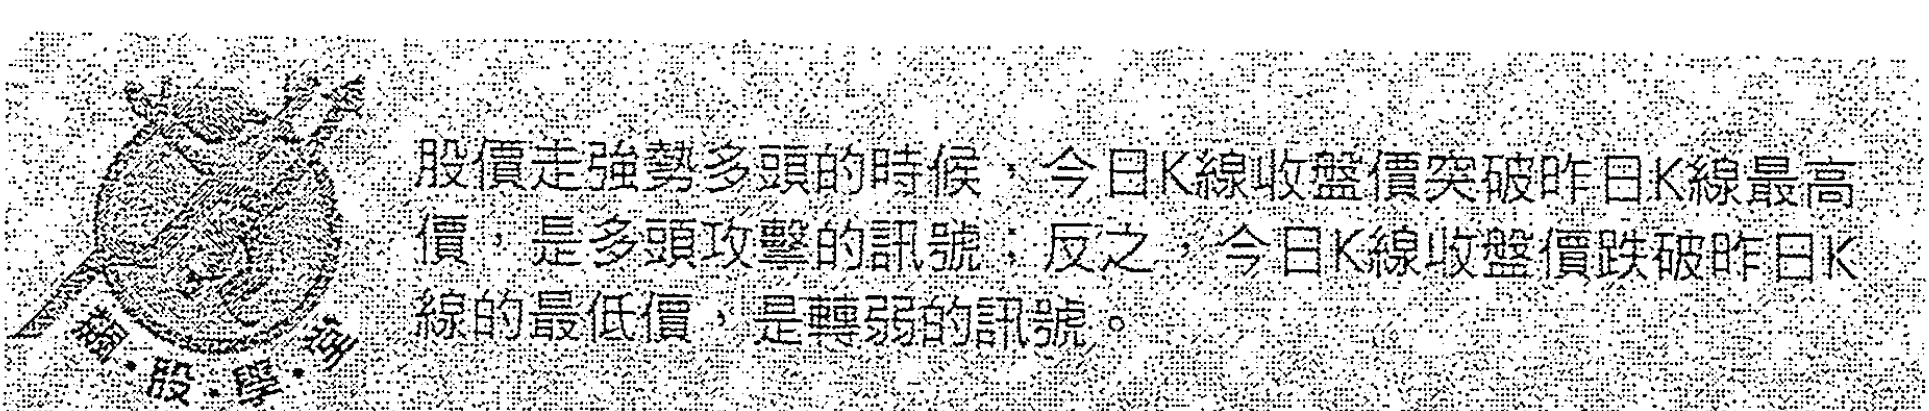 股價走強勢多頭的時候,今日K線收盤價突破昨日K線最高
價,是多頭攻擊的訊號;反之,今日K線收盤價跌破昨日K
線的最低價,是轉弱的訊號。
股・學